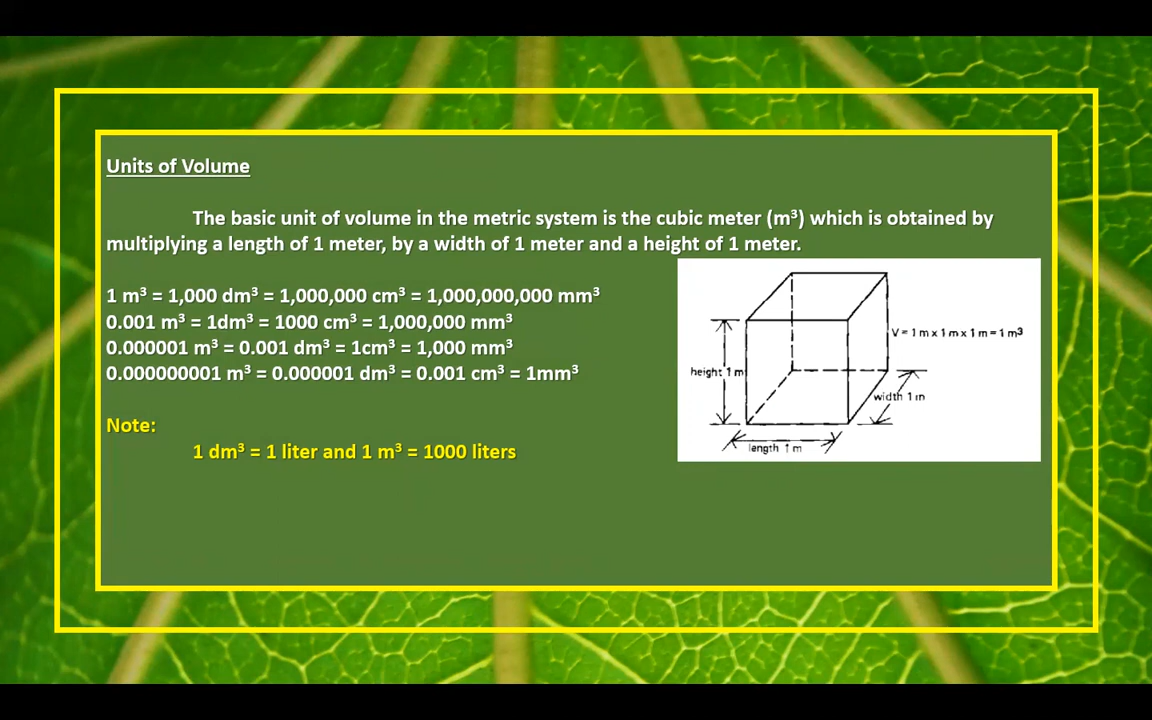 Units of Volume
The basic unit of volume in the metric system is the cubic meter (m³) which is obtained by
multiplying a length of 1 meter, by a width of 1 meter and a height of 1 meter.
1 m³ = 1,000 dm³ = 1,000,000 cm³ = 1,000,000,000 mm³
0.001 m³ = 1dm³ = 1000 cm³ = 1,000,000 mm³
0.000001 m³ = 0.001 dm³ = 1cm³ = 1,000 mm³
0.000000001 m³ = 0.000001 dm³ = 0.001 cm³ = 1mm³
Note:
1 dm³ = 1 liter and 1 m³ = 1000 liters
V = 1 m x 1 m x 1 m = 1 m³
height 1 m
width 1 m
length 1 m